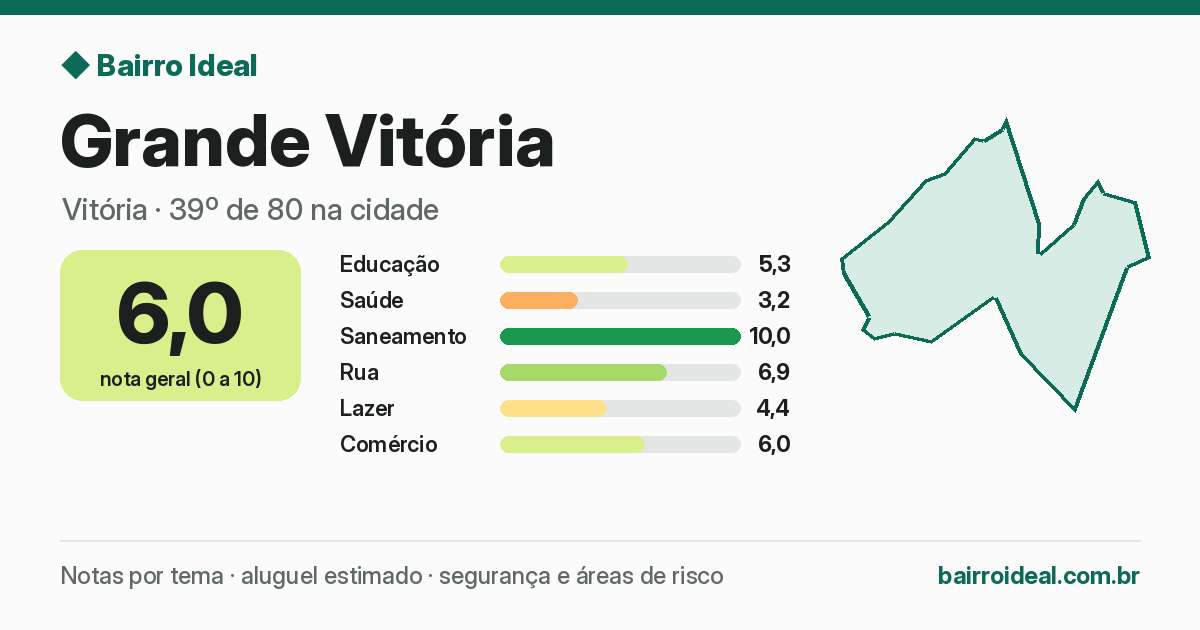 Bairro Ideal
Grande Vitória
Vitória · 39º de 80 na cidade
6,0
nota geral (0 a 10)
Educação 5,3
Saúde 3,2
Saneamento 10,0
Rua 6,9
Lazer 4,4
Comércio 6,0
Notas por tema · aluguel estimado · segurança e áreas de risco
bairroideal.com.br